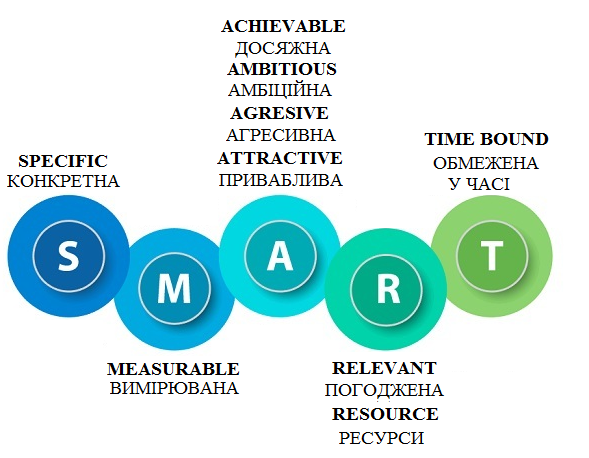 ACHIEVABLE
ДОСЯЖНА
AMBITIOUS
АМБІЦІЙНА
AGRESIVE
АГРЕСИВНА
ATTRACTIVE
ПРИВАБЛИВА
SPECIFIC
КОНКРЕТНА
TIME BOUND
ОБМЕЖЕНА
У ЧАСІ
S
M
A
R
T
MEASURABLE
ВИМІРЮВАНА
RELEVANT
ПОГОДЖЕНА
RESOURCE
РЕСУРСИ